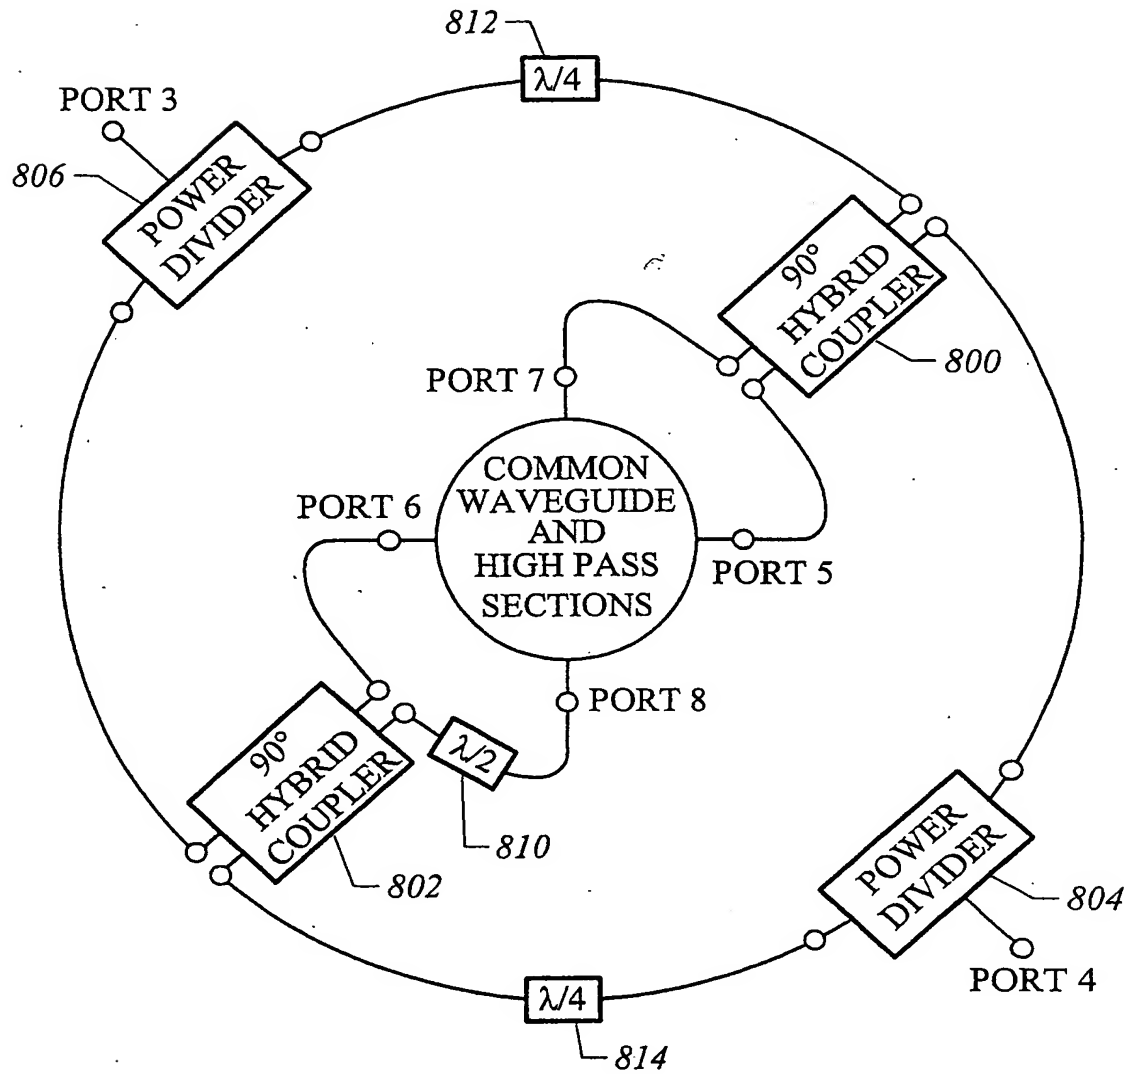 812
λ/4
PORT 3
806
POWER
DIVIDER
90°
HYBRID
COUPLER
800
PORT 7
COMMON
WAVEGUIDE
AND
HIGH PASS
SECTIONS
PORT 6
PORT 5
PORT 8
90°
HYBRID
COUPLER
802
λ/2
810
POWER
DIVIDER
804
PORT 4
λ/4
814